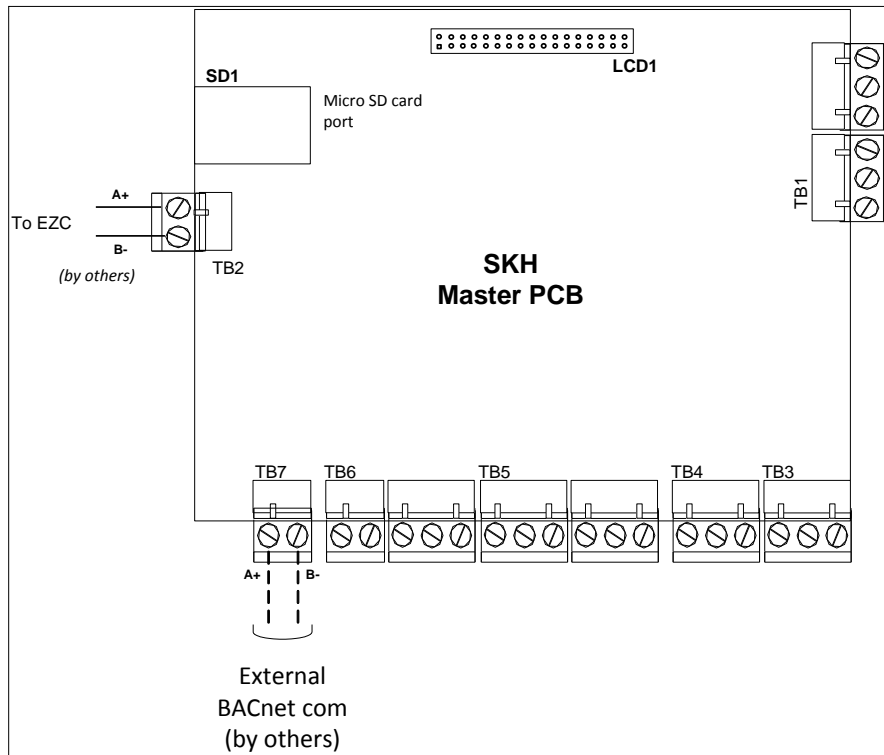 LCD1
SD1
Micro SD card
port
TB1
A+
To EZC
B-
(by others)
TB2
SKH
Master PCB
TB7
TB6
TB5
TB4
TB3
A+
B-
External
BACnet com
(by others)